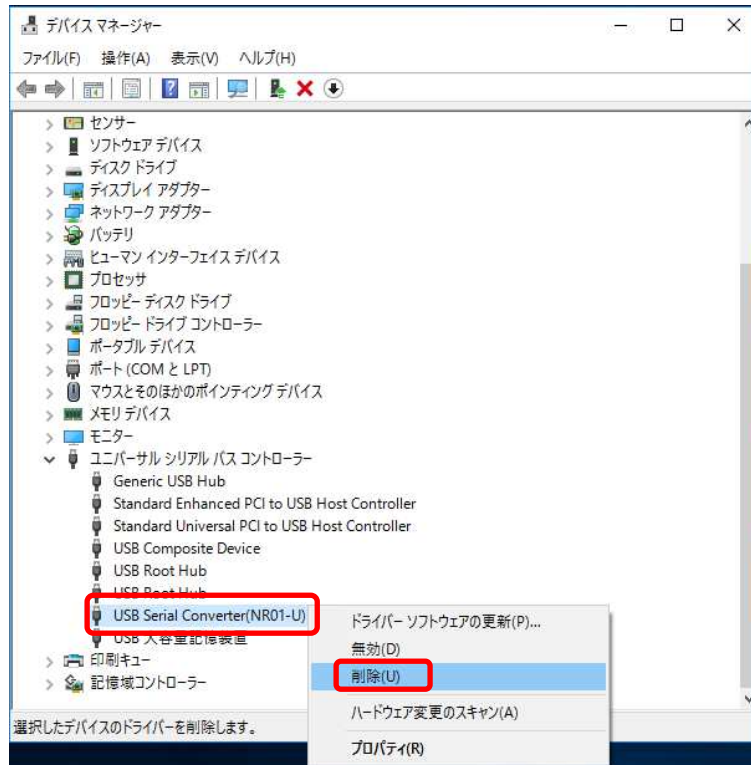 デバイス マネージャー
ファイル(F) 操作(A) 表示(V) ヘルプ(H)
センサー
ソフトウェア デバイス
ディスク ドライブ
ディスプレイ アダプター
ネットワーク アダプター
バッテリ
ヒューマン インターフェイス デバイス
プロセッサ
フロッピー ディスク ドライブ
フロッピー ドライブ コントローラー
ポータブル デバイス
ポート (COM と LPT)
マウスとそのほかのポインティング デバイス
メモリ デバイス
モニター
ユニバーサル シリアル バス コントローラー
Generic USB Hub
Standard Enhanced PCI to USB Host Controller
Standard Universal PCI to USB Host Controller
USB Composite Device
USB Root Hub
USB Root Hub
USB Serial Converter(NR01-U)
USB 大容量記憶装置
印刷キュー
記憶域コントローラー
ドライバー ソフトウェアの更新(P)...
無効(D)
削除(U)
ハードウェア変更のスキャン(A)
プロパティ(R)
選択したデバイスのドライバーを削除します。